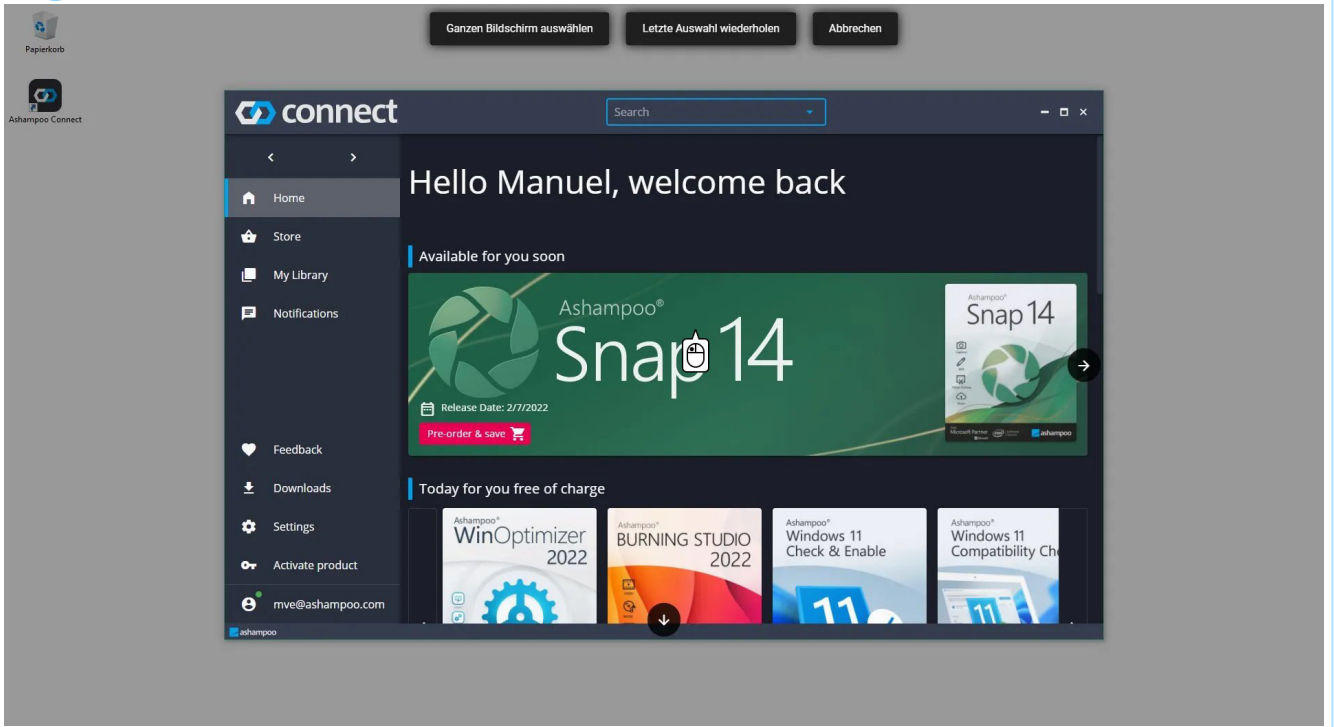 Ganzen Bildschirm auswählen
Letzte Auswahl wiederholen
Abbrechen
Papierkorb
Ashampoo Connect
connect
Search
Home
Store
My Library
Notifications
Feedback
Downloads
Settings
Activate product
mve@ashampoo.com
ashampoo
Hello Manuel, welcome back
Available for you soon
Ashampoo®
Snap 14
Release Date: 2/7/2022
Pre-order & save
Ashampoo®
Snap 14
ashampoo
Today for you free of charge
Ashampoo®
WinOptimizer
2022
Ashampoo®
BURNING STUDIO
2022
Ashampoo®
Windows 11
Check & Enable
11
Ashampoo®
Windows 11
Compatibility Che
11